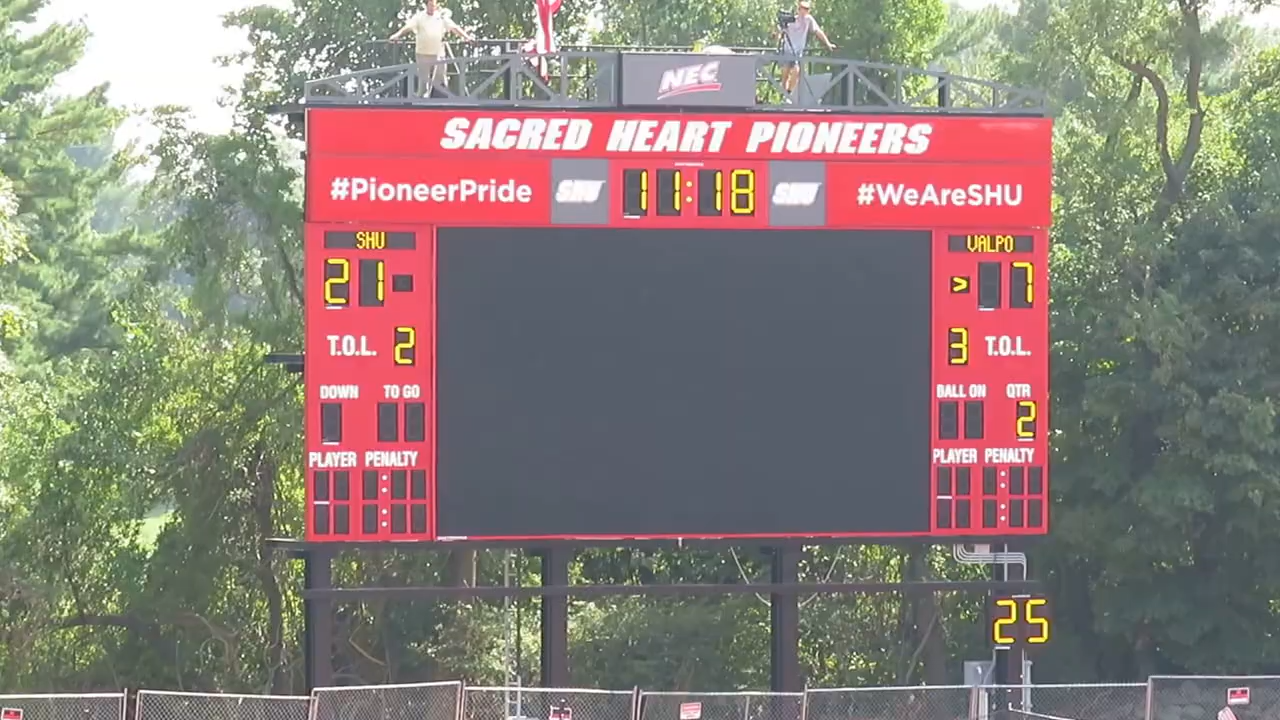 NEC
SACRED HEART PIONEERS
#PioneerPride SHU 11:18 SHU #WeAreSHU
SHU VALPO
21 > 7
T.O.L. 2 3 T.O.L.
DOWN TO GO BALL ON QTR
2
PLAYER PENALTY PLAYER PENALTY
25